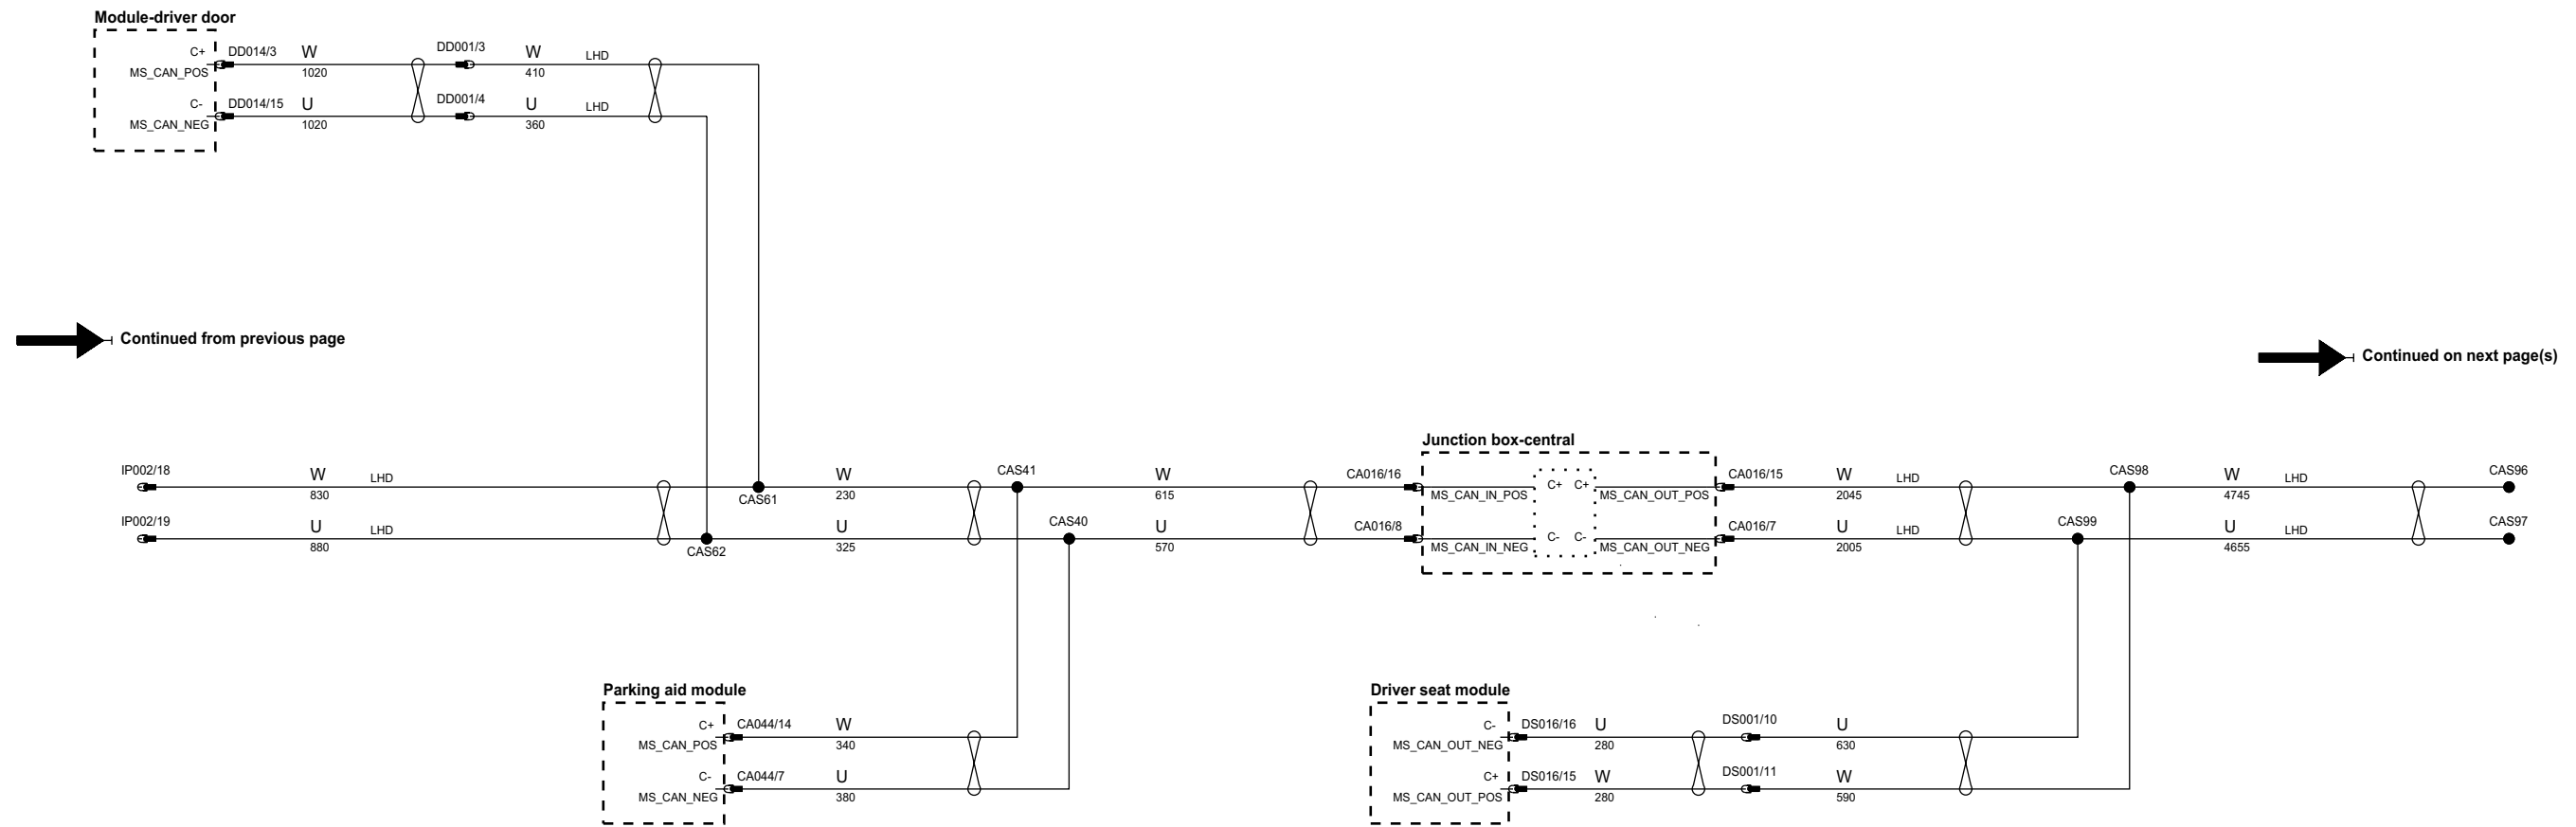 Module-driver door
C+ DD014/3 W DD001/3 W LHD
MS_CAN_POS 1020 410
C- DD014/15 U DD001/4 U LHD
MS_CAN_NEG 1020 360
Continued from previous page
Continued on next page(s)
Junction box-central
IP002/18 W LHD W CAS41 W CA016/16 C+ C+ CA016/15 W LHD CAS98 W LHD CAS96
830 CAS61 230 615 MS_CAN_IN_POS MS_CAN_OUT_POS 2045 4745
IP002/19 U LHD U CAS40 U CA016/8 C- C- CA016/7 U LHD CAS99 U LHD CAS97
880 CAS62 325 570 MS_CAN_IN_NEG MS_CAN_OUT_NEG 2005 4655
Parking aid module
C+ CA044/14 W
MS_CAN_POS 340
C- CA044/7 U
MS_CAN_NEG 380
Driver seat module
C- DS016/16 U DS001/10 U
MS_CAN_OUT_NEG 280 630
C+ DS016/15 W DS001/11 W
MS_CAN_OUT_POS 280 590